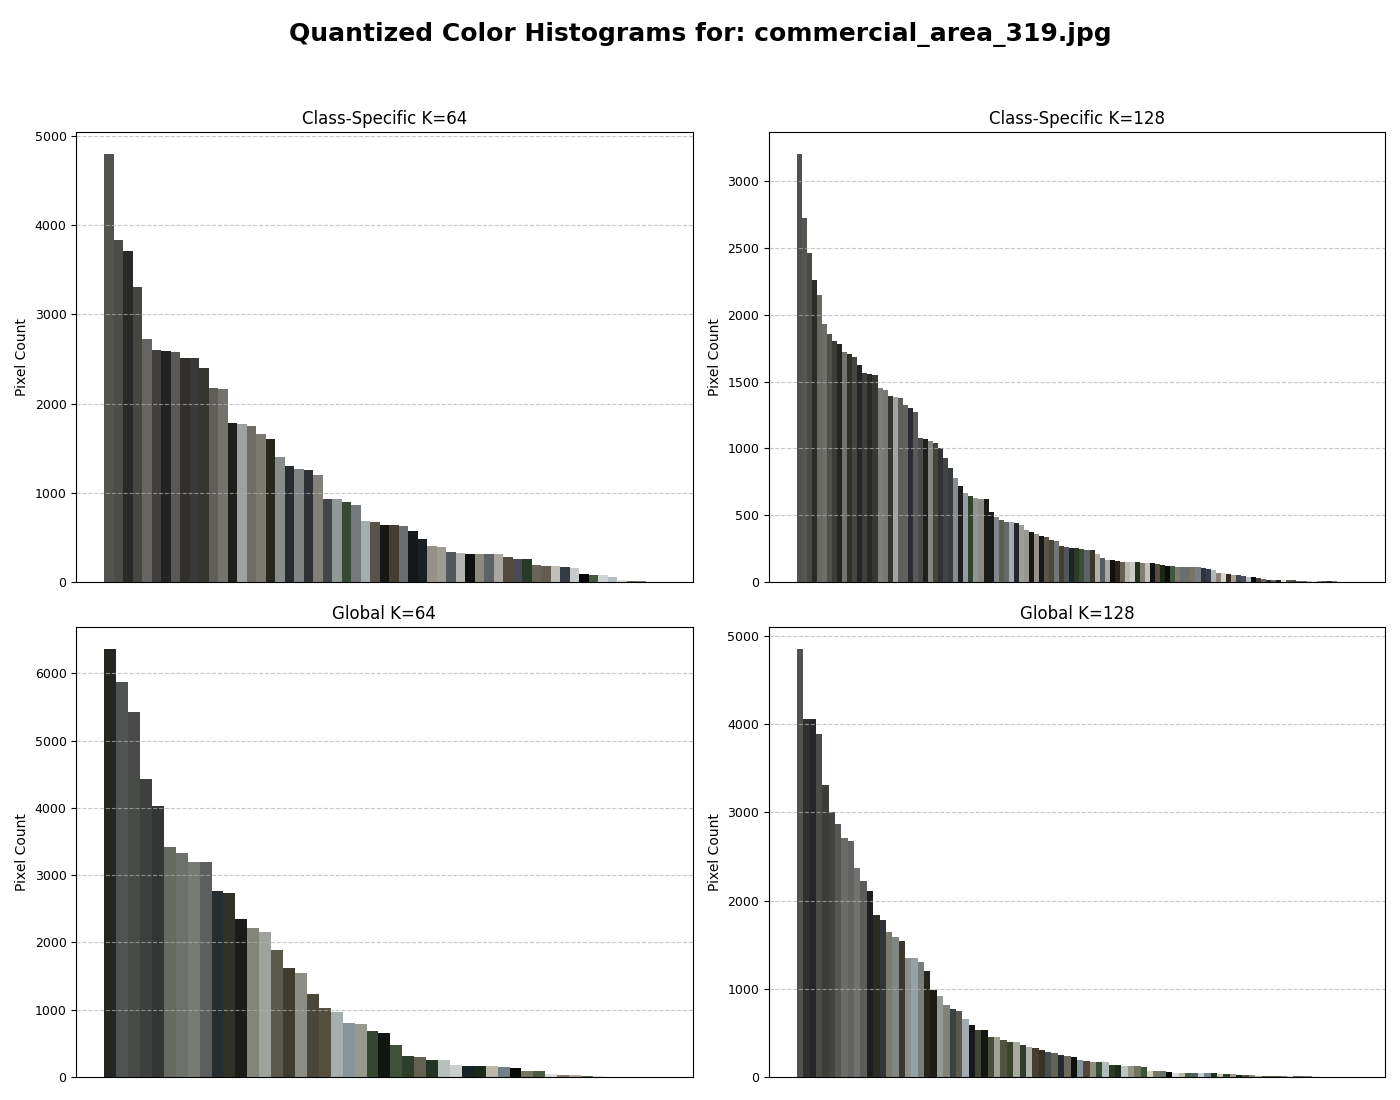 Quantized Color Histograms for: commercial_area_319.jpg
Class-Specific K=64
Pixel Count
5000
4000
3000
2000
1000
0
Class-Specific K=128
Pixel Count
3000
2500
2000
1500
1000
500
0
Global K=64
Pixel Count
6000
5000
4000
3000
2000
1000
0
Global K=128
Pixel Count
5000
4000
3000
2000
1000
0